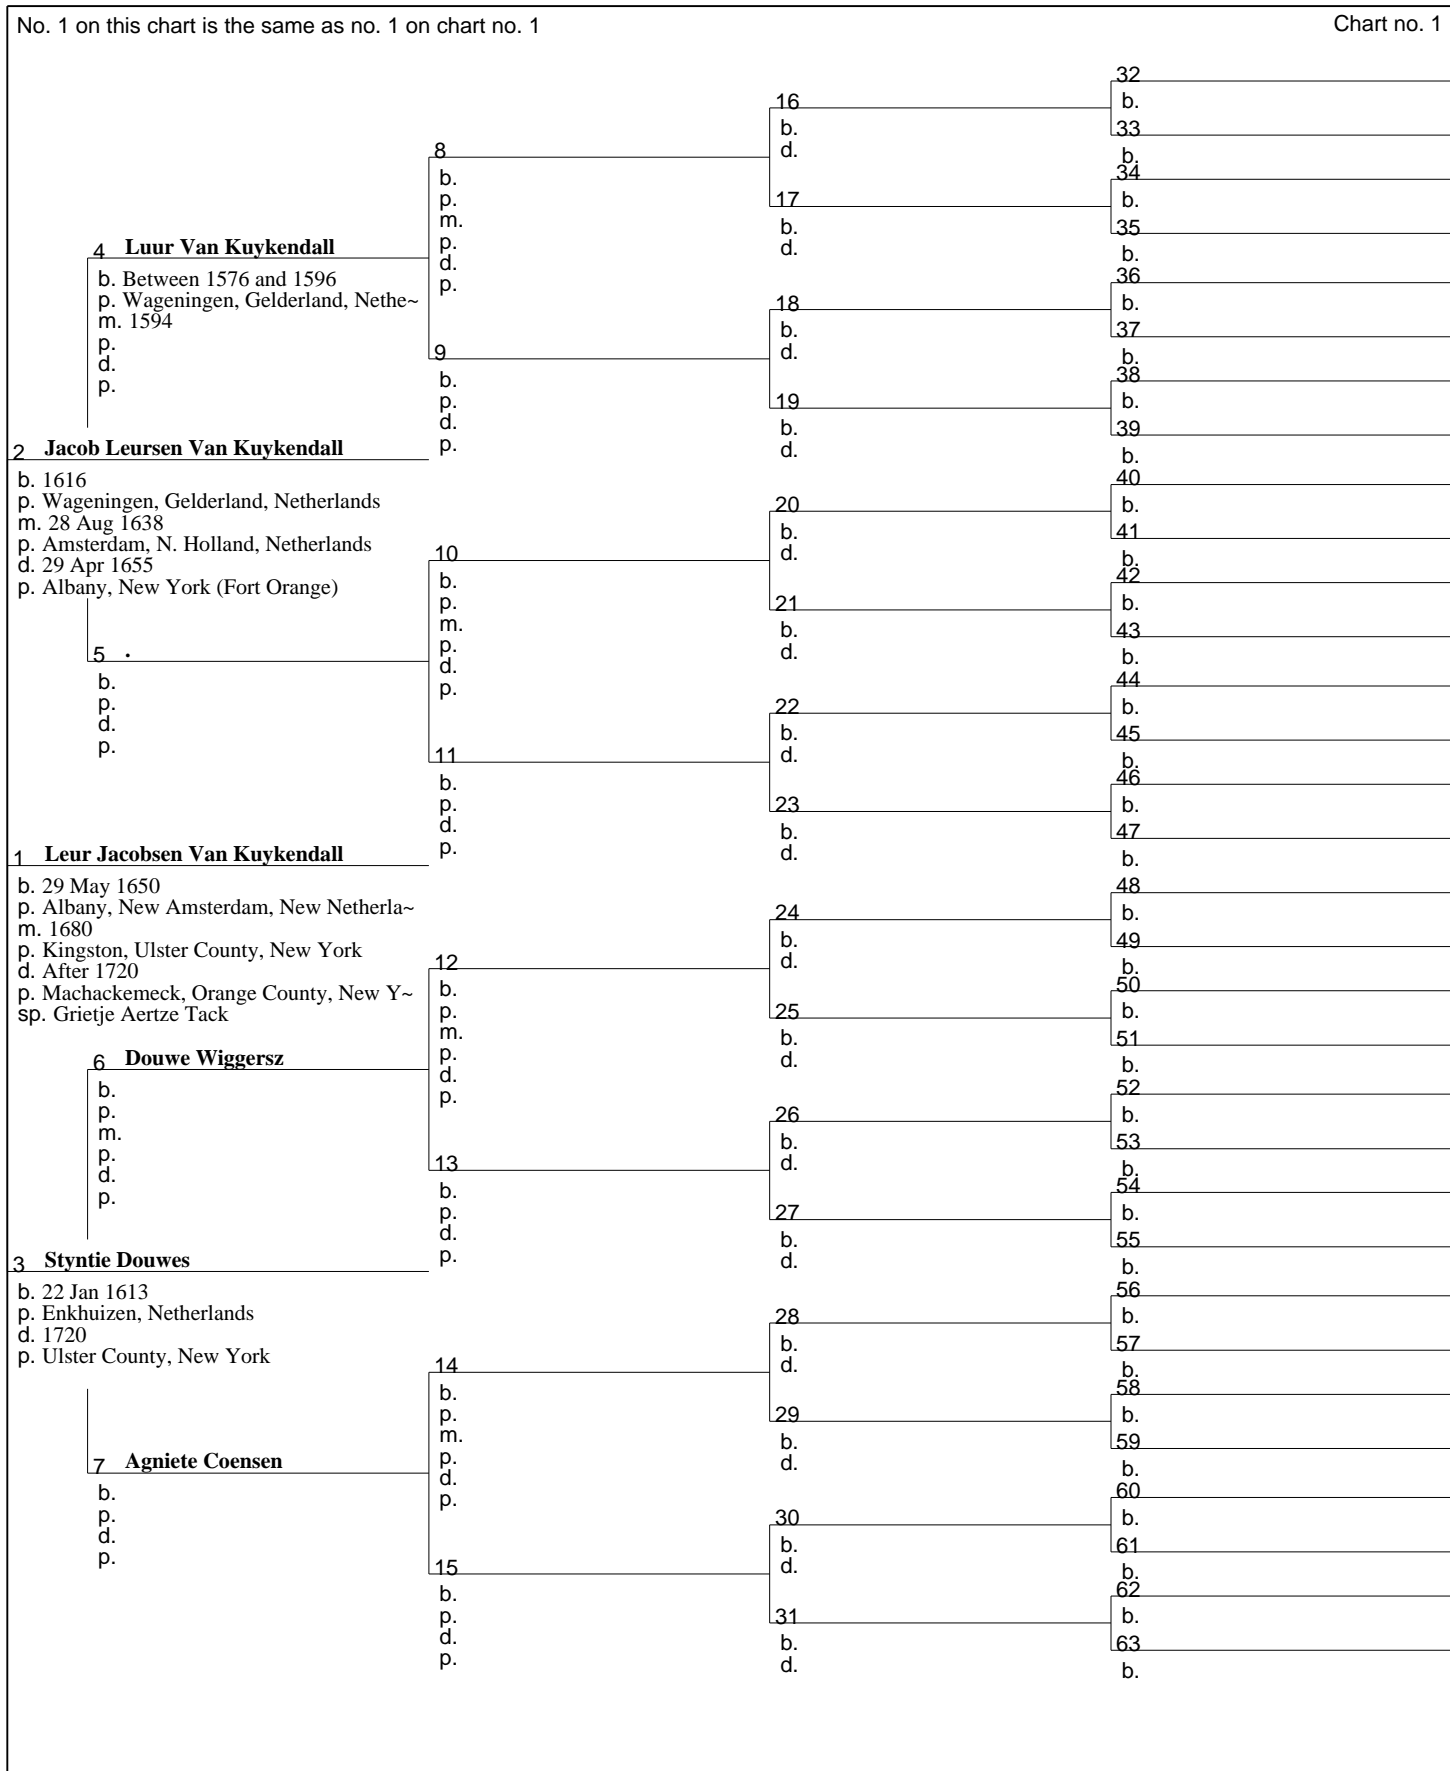 No. 1 on this chart is the same as no. 1 on chart no. 1
Chart no. 1
4 Luur Van Kuykendall
b. Between 1576 and 1596
p. Wageningen, Gelderland, Nethe~
m. 1594
p.
d.
p.
2 Jacob Leursen Van Kuykendall
b. 1616
p. Wageningen, Gelderland, Netherlands
m. 28 Aug 1638
p. Amsterdam, N. Holland, Netherlands
d. 29 Apr 1655
p. Albany, New York (Fort Orange)
5 .
b.
p.
d.
p.
1 Leur Jacobsen Van Kuykendall
b. 29 May 1650
p. Albany, New Amsterdam, New Netherla~
m. 1680
p. Kingston, Ulster County, New York
d. After 1720
p. Machackemeck, Orange County, New Y~
sp. Grietje Aertze Tack
6 Douwe Wiggersz
b.
p.
m.
p.
d.
p.
3 Styntie Douwes
b. 22 Jan 1613
p. Enkhuizen, Netherlands
d. 1720
p. Ulster County, New York
7 Agniete Coensen
b.
p.
d.
p.
8
b.
p.
m.
p.
d.
p.
9
b.
p.
d.
p.
10
b.
p.
m.
p.
d.
p.
11
b.
p.
d.
p.
12
b.
p.
m.
p.
d.
p.
13
b.
p.
d.
p.
14
b.
p.
m.
p.
d.
p.
15
b.
p.
d.
p.
16
b.
d.
17
b.
d.
18
b.
d.
19
b.
d.
20
b.
d.
21
b.
d.
22
b.
d.
23
b.
d.
24
b.
d.
25
b.
d.
26
b.
d.
27
b.
d.
28
b.
d.
29
b.
d.
30
b.
d.
31
b.
d.
32
b.
33
b.
34
b.
35
b.
36
b.
37
b.
38
b.
39
b.
40
b.
41
b.
42
b.
43
b.
44
b.
45
b.
46
b.
47
b.
48
b.
49
b.
50
b.
51
b.
52
b.
53
b.
54
b.
55
b.
56
b.
57
b.
58
b.
59
b.
60
b.
61
b.
62
b.
63
b.